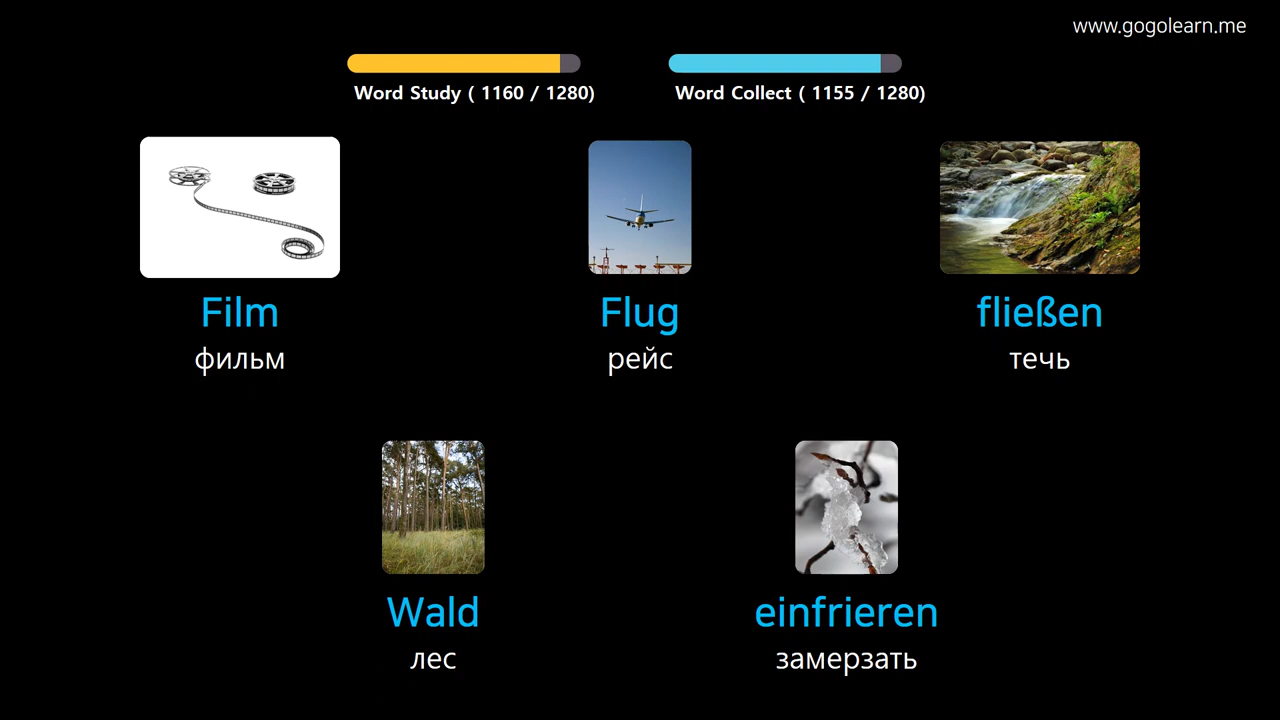 www.gogolearn.me
Word Study ( 1160 / 1280)
Word Collect ( 1155 / 1280)
Film
фильм
Flug
рейс
fließen
течь
Wald
лес
einfrieren
замерзать